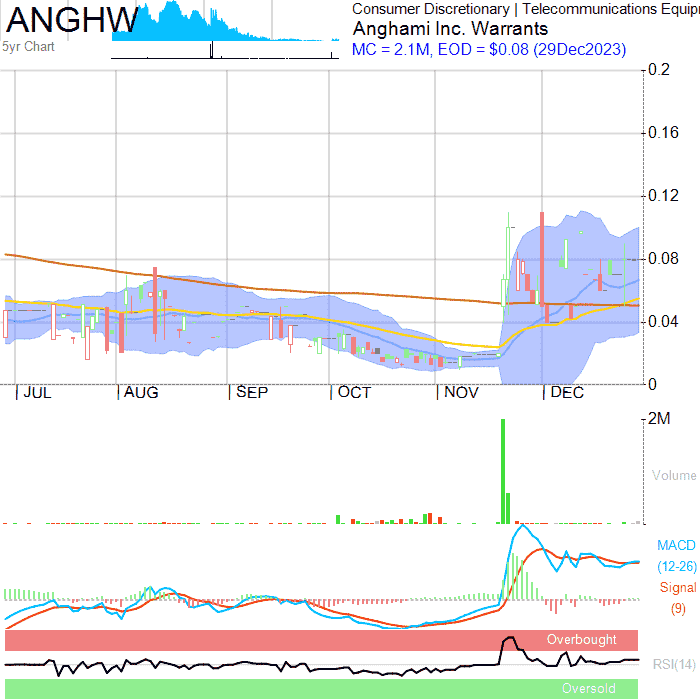 ANGHW
5yr Chart
Consumer Discretionary | Telecommunications Equip
Anghami Inc. Warrants
MC = 2.1M, EOD = $0.08 (29Dec2023)
0.2
0.16
0.12
0.08
0.04
0
|JUL |AUG |SEP |OCT |NOV |DEC
2M
Volume
MACD
(12-26)
Signal
(9)
Overbought
RSI(14)
Oversold